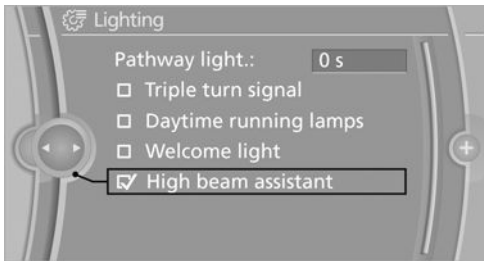 Lighting
Pathway light.: 0 s
Triple turn signal
Daytime running lamps
Welcome light
High beam assistant